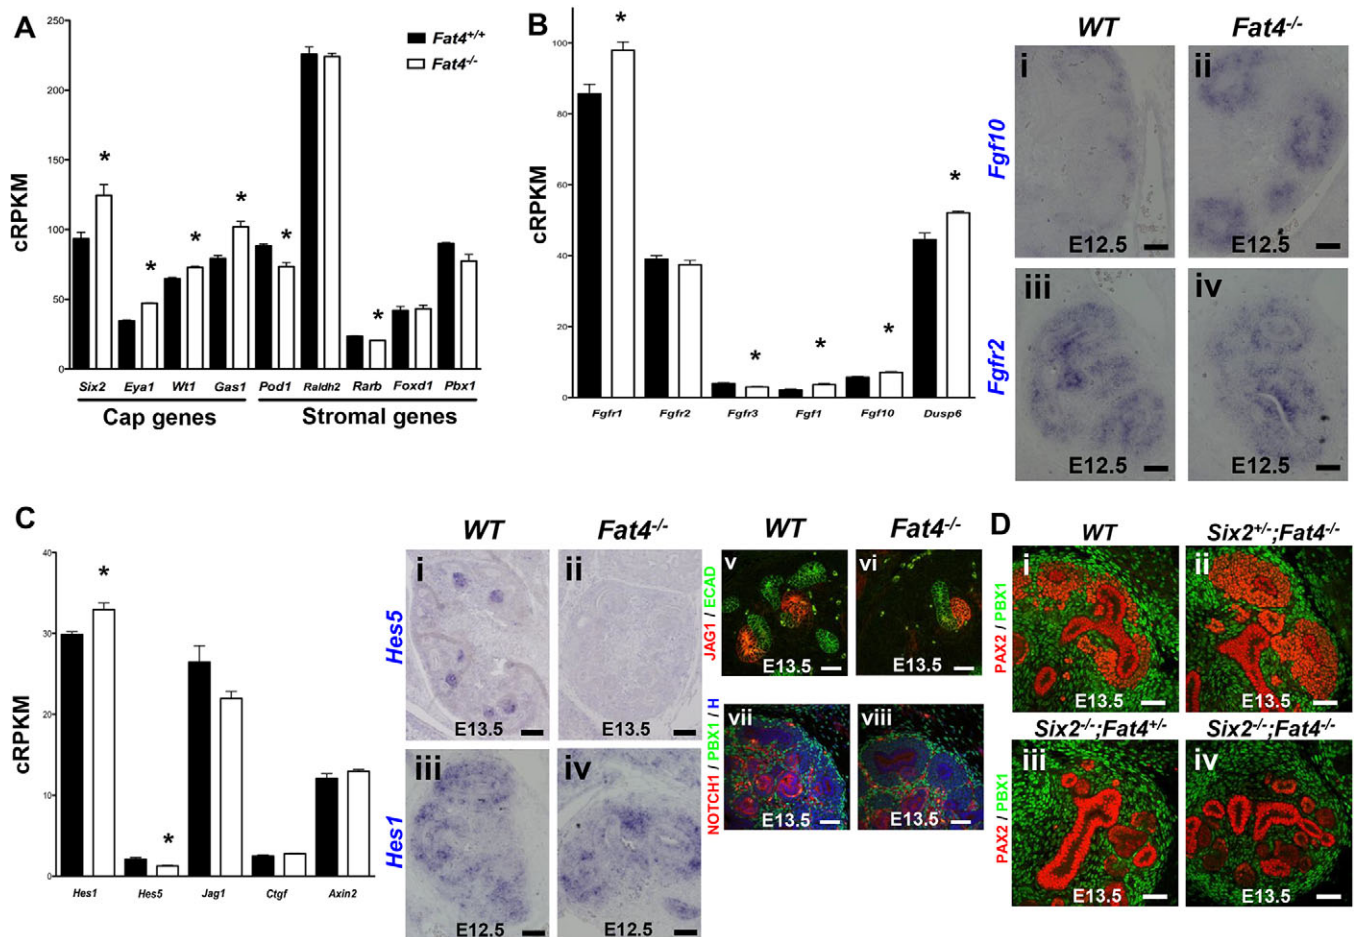 A
cRPKM
250
200
150
100
50
0
Fat4+/+
Fat4-/-
* * * * * *
Six2 Eya1 Wt1 Gas1 Pod1 Raldh2 Rarb Foxd1 Pbx1
Cap genes Stromal genes
B
cRPKM
100
80
60
40
20
0
* * * * *
Fgfr1 Fgfr2 Fgfr3 Fgf1 Fgf10 Dusp6
WT Fat4-/-
Fgf10
i ii
E12.5 E12.5
Fgfr2
iii iv
E12.5 E12.5
C
cRPKM
40
30
20
10
0
* *
Hes1 Hes5 Jag1 Ctgf Axin2
WT Fat4-/-
Hes5
i ii
E13.5 E13.5
Hes1
iii iv
E12.5 E12.5
WT Fat4-/-
JAG1 / ECAD
v vi
E13.5 E13.5
NOTCH1 / PBX1 / H
vii viii
E13.5 E13.5
D
WT Six2+/-;Fat4-/-
PAX2 / PBX1
i ii
E13.5 E13.5
Six2-/-;Fat4+/- Six2-/-;Fat4-/-
PAX2 / PBX1
iii iv
E13.5 E13.5